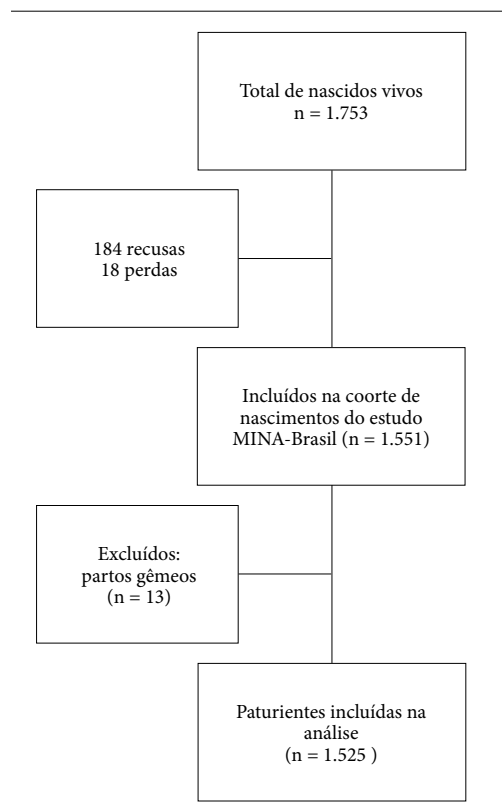 Total de nascidos vivos
n = 1.753
184 recusas
18 perdas
Incluídos na coorte de
nascimentos do estudo
MINA-Brasil (n = 1.551)
Excluídos:
partos gêmeos
(n = 13)
Paturientes incluídas na
análise
(n = 1.525 )